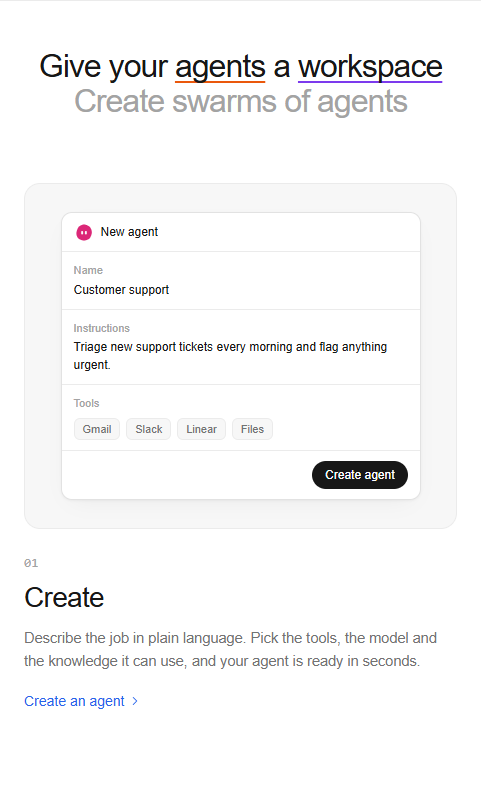 Give your agents a workspace
Create swarms of agents
New agent
Name
Customer support
Instructions
Triage new support tickets every morning and flag anything
urgent.
Tools
Gmail Slack Linear Files
Create agent
01
Create
Describe the job in plain language. Pick the tools, the model and
the knowledge it can use, and your agent is ready in seconds.
Create an agent